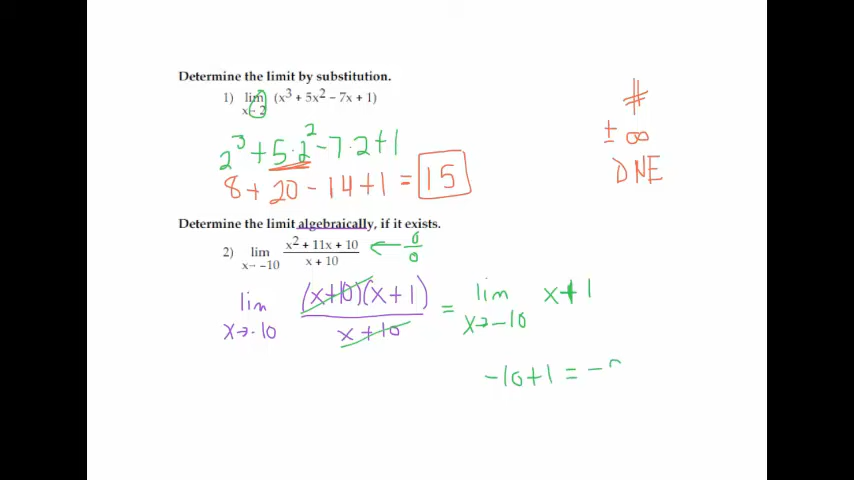 Determine the limit by substitution.
1) lim x→2 (x³ + 5x² − 7x + 1)
2³ + 5·2² − 7·2 + 1
8 + 20 − 14 + 1 = 15
#
± ∞
DNE
Determine the limit algebraically, if it exists.
2) lim x→ −10 (x² + 11x + 10)/(x + 10) ← 0/0
lim x→-10 (x+10)(x+1)/(x+10) = lim x→-10 x+1
-10+1 = -